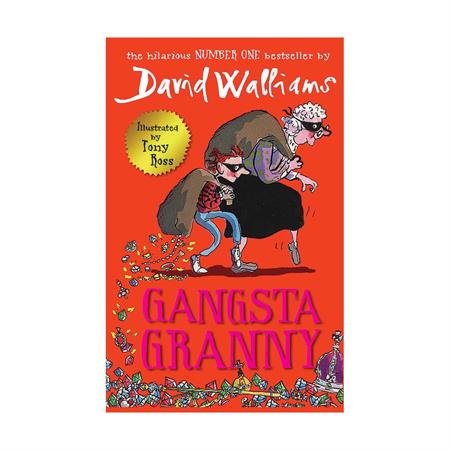 the hilarious NUMBER ONE bestseller by
David Walliams
Illustrated
by
Tony
Ross
GANGSTA
GRANNY